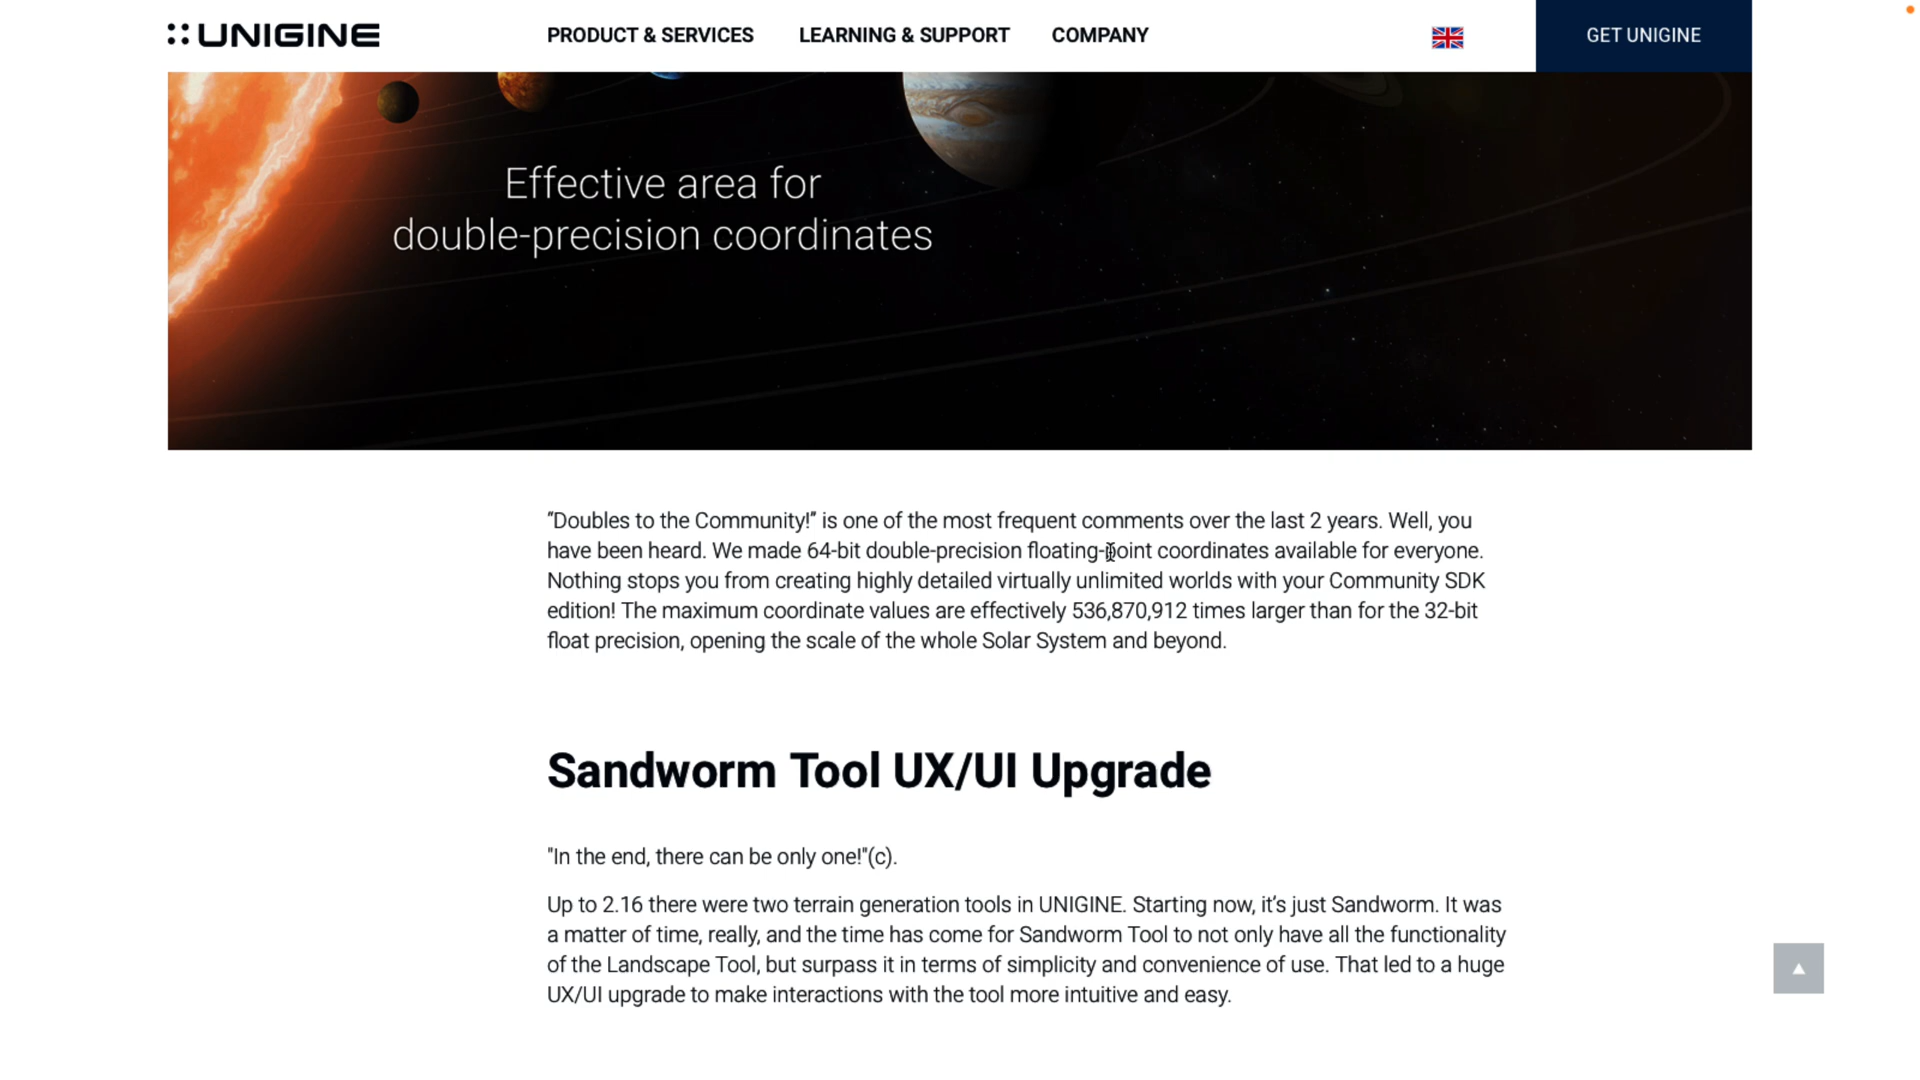 UNIGINE
PRODUCT & SERVICES
LEARNING & SUPPORT
COMPANY
GET UNIGINE
Effective area for
double-precision coordinates
“Doubles to the Community!” is one of the most frequent comments over the last 2 years. Well, you
have been heard. We made 64-bit double-precision floating-point coordinates available for everyone.
Nothing stops you from creating highly detailed virtually unlimited worlds with your Community SDK
edition! The maximum coordinate values are effectively 536,870,912 times larger than for the 32-bit
float precision, opening the scale of the whole Solar System and beyond.
Sandworm Tool UX/UI Upgrade
"In the end, there can be only one!"(c).
Up to 2.16 there were two terrain generation tools in UNIGINE. Starting now, it’s just Sandworm. It was
a matter of time, really, and the time has come for Sandworm Tool to not only have all the functionality
of the Landscape Tool, but surpass it in terms of simplicity and convenience of use. That led to a huge
UX/UI upgrade to make interactions with the tool more intuitive and easy.